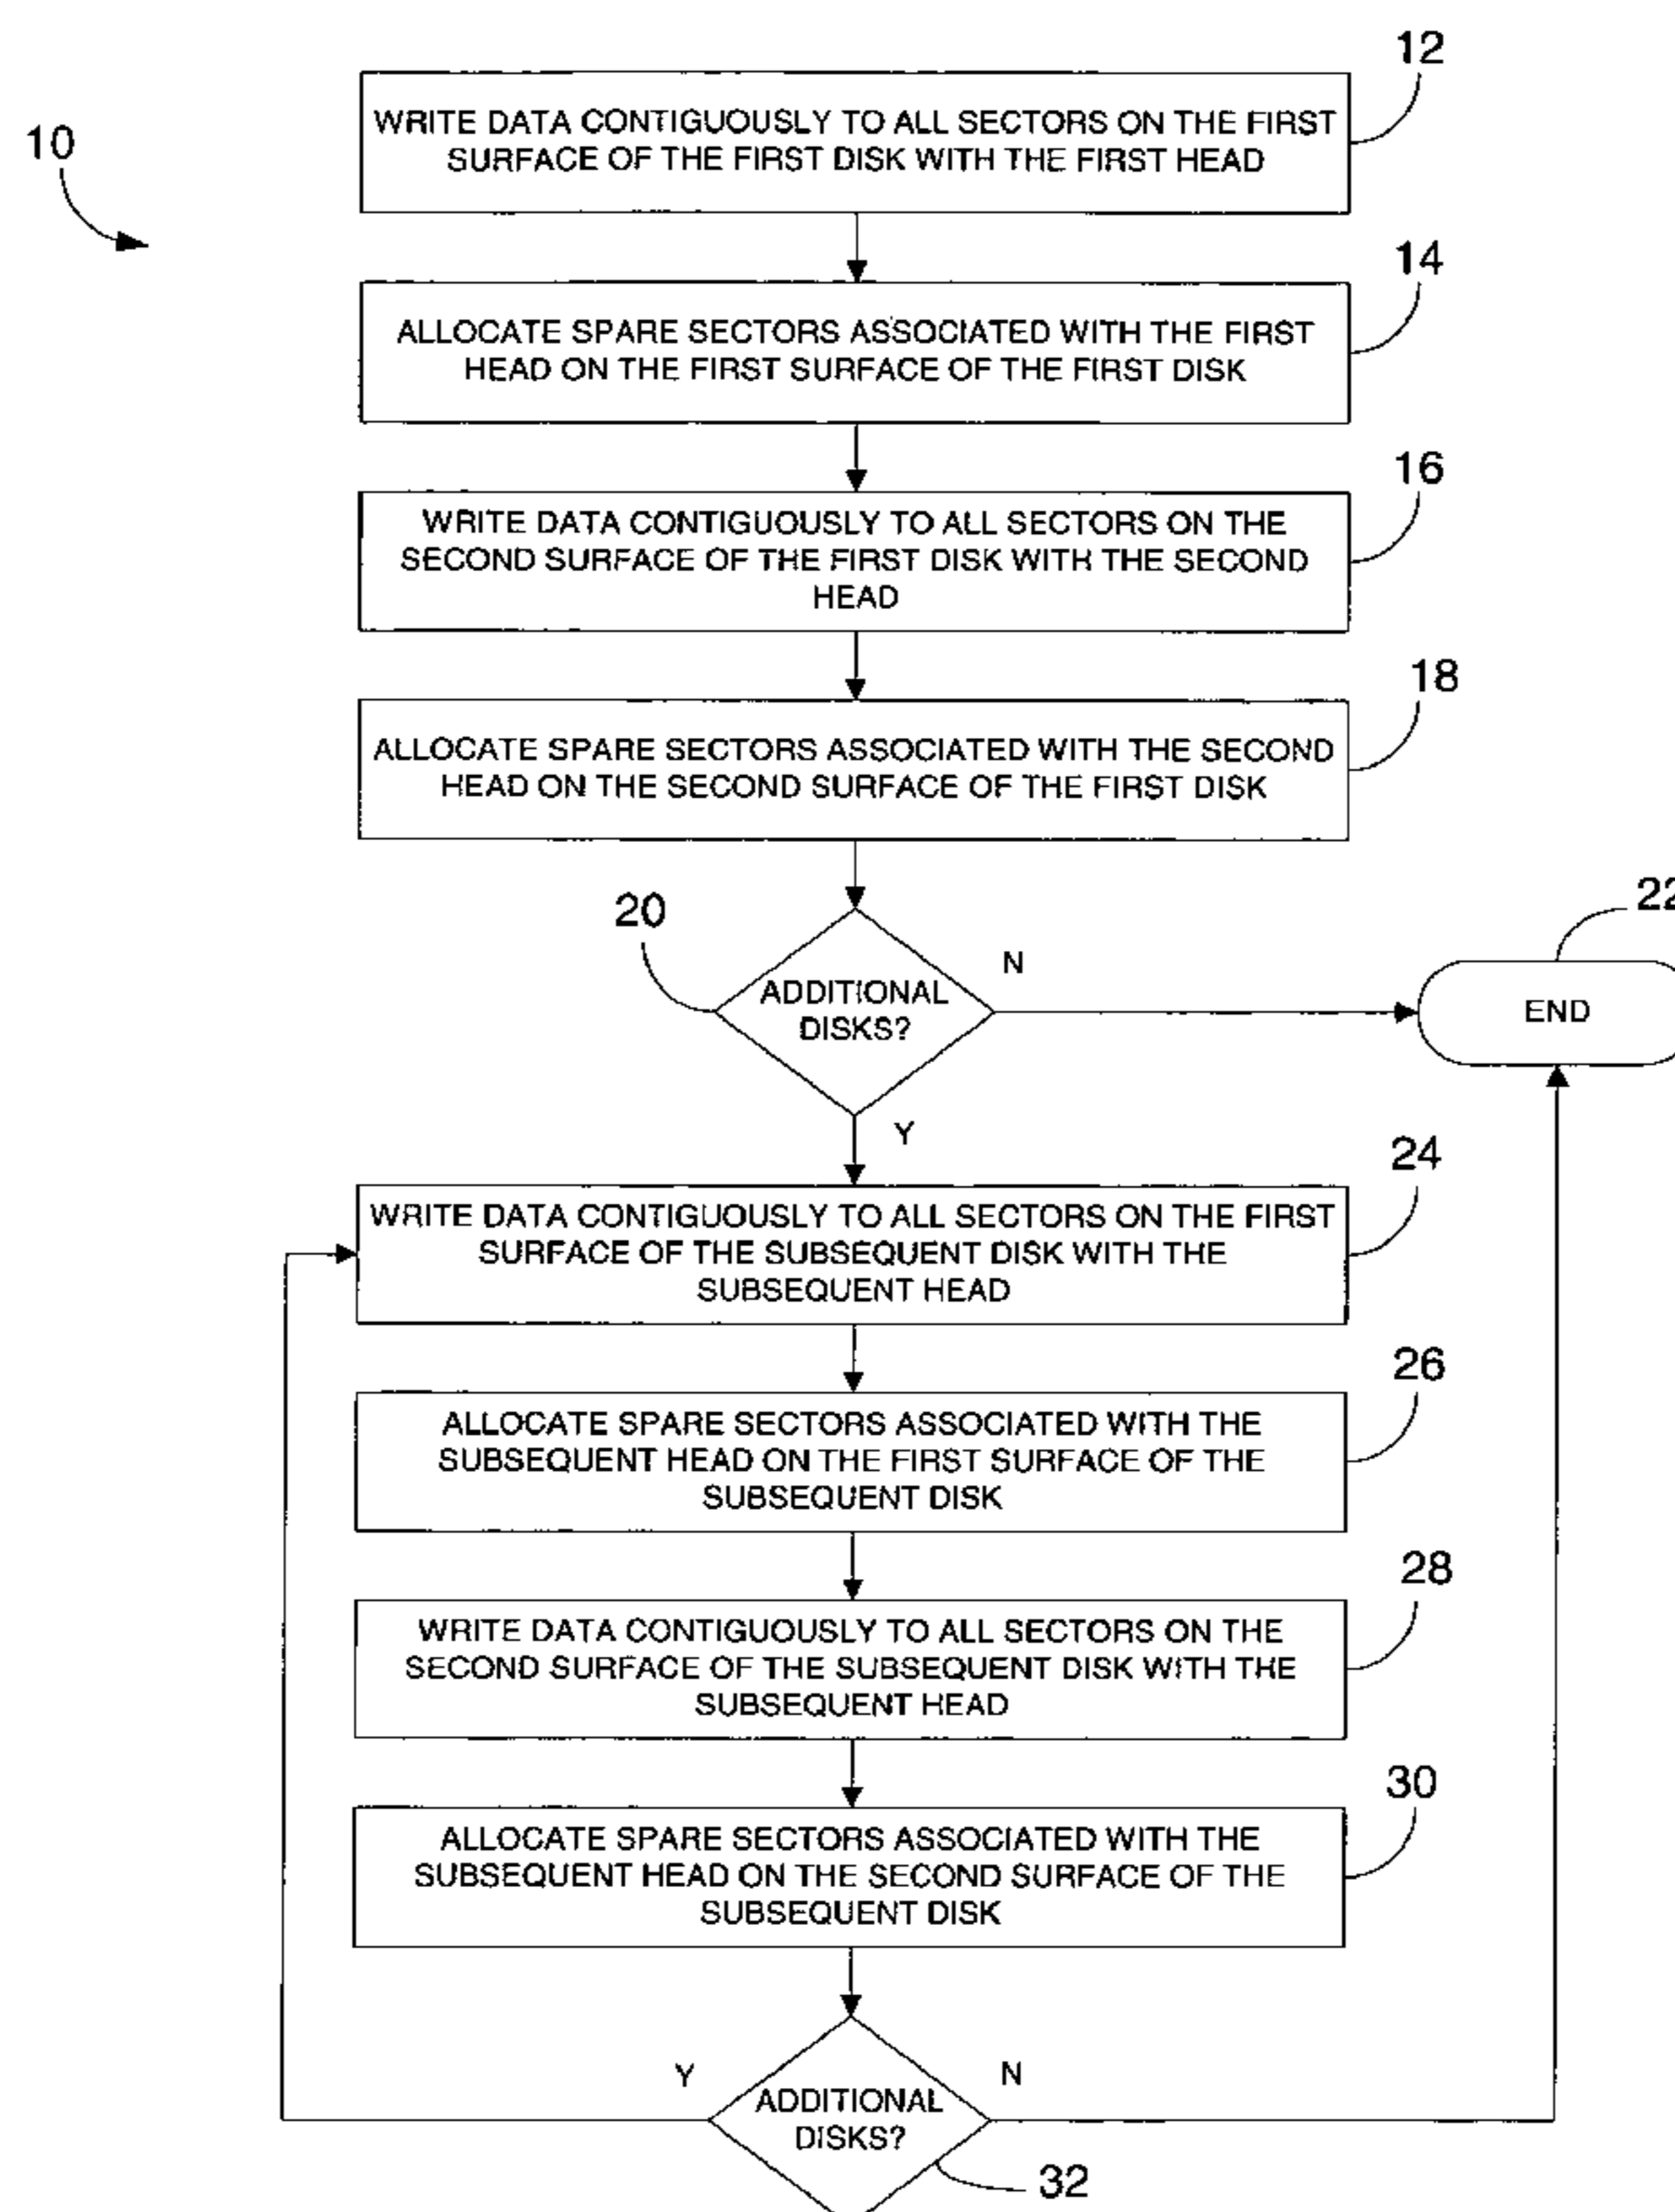 12
10
WRITE DATA CONTIGUOUSLY TO ALL SECTORS ON THE FIRST
SURFACE OF THE FIRST DISK WITH THE FIRST HEAD
14
ALLOCATE SPARE SECTORS ASSOCIATED WITH THE FIRST
HEAD ON THE FIRST SURFACE OF THE FIRST DISK
16
WRITE DATA CONTIGUOUSLY TO ALL SECTORS ON THE
SECOND SURFACE OF THE FIRST DISK WITH THE SECOND
HEAD
18
ALLOCATE SPARE SECTORS ASSOCIATED WITH THE SECOND
HEAD ON THE SECOND SURFACE OF THE FIRST DISK
20
22
N
ADDITIONAL
DISKS?
END
Y
24
WRITE DATA CONTIGUOUSLY TO ALL SECTORS ON THE FIRST
SURFACE OF THE SUBSEQUENT DISK WITH THE
SUBSEQUENT HEAD
26
ALLOCATE SPARE SECTORS ASSOCIATED WITH THE
SUBSEQUENT HEAD ON THE FIRST SURFACE OF THE
SUBSEQUENT DISK
28
WRITE DATA CONTIGUOUSLY TO ALL SECTORS ON THE
SECOND SURFACE OF THE SUBSEQUENT DISK WITH THE
SUBSEQUENT HEAD
30
ALLOCATE SPARE SECTORS ASSOCIATED WITH THE
SUBSEQUENT HEAD ON THE SECOND SURFACE OF THE
SUBSEQUENT DISK
Y
N
ADDITIONAL
DISKS?
32